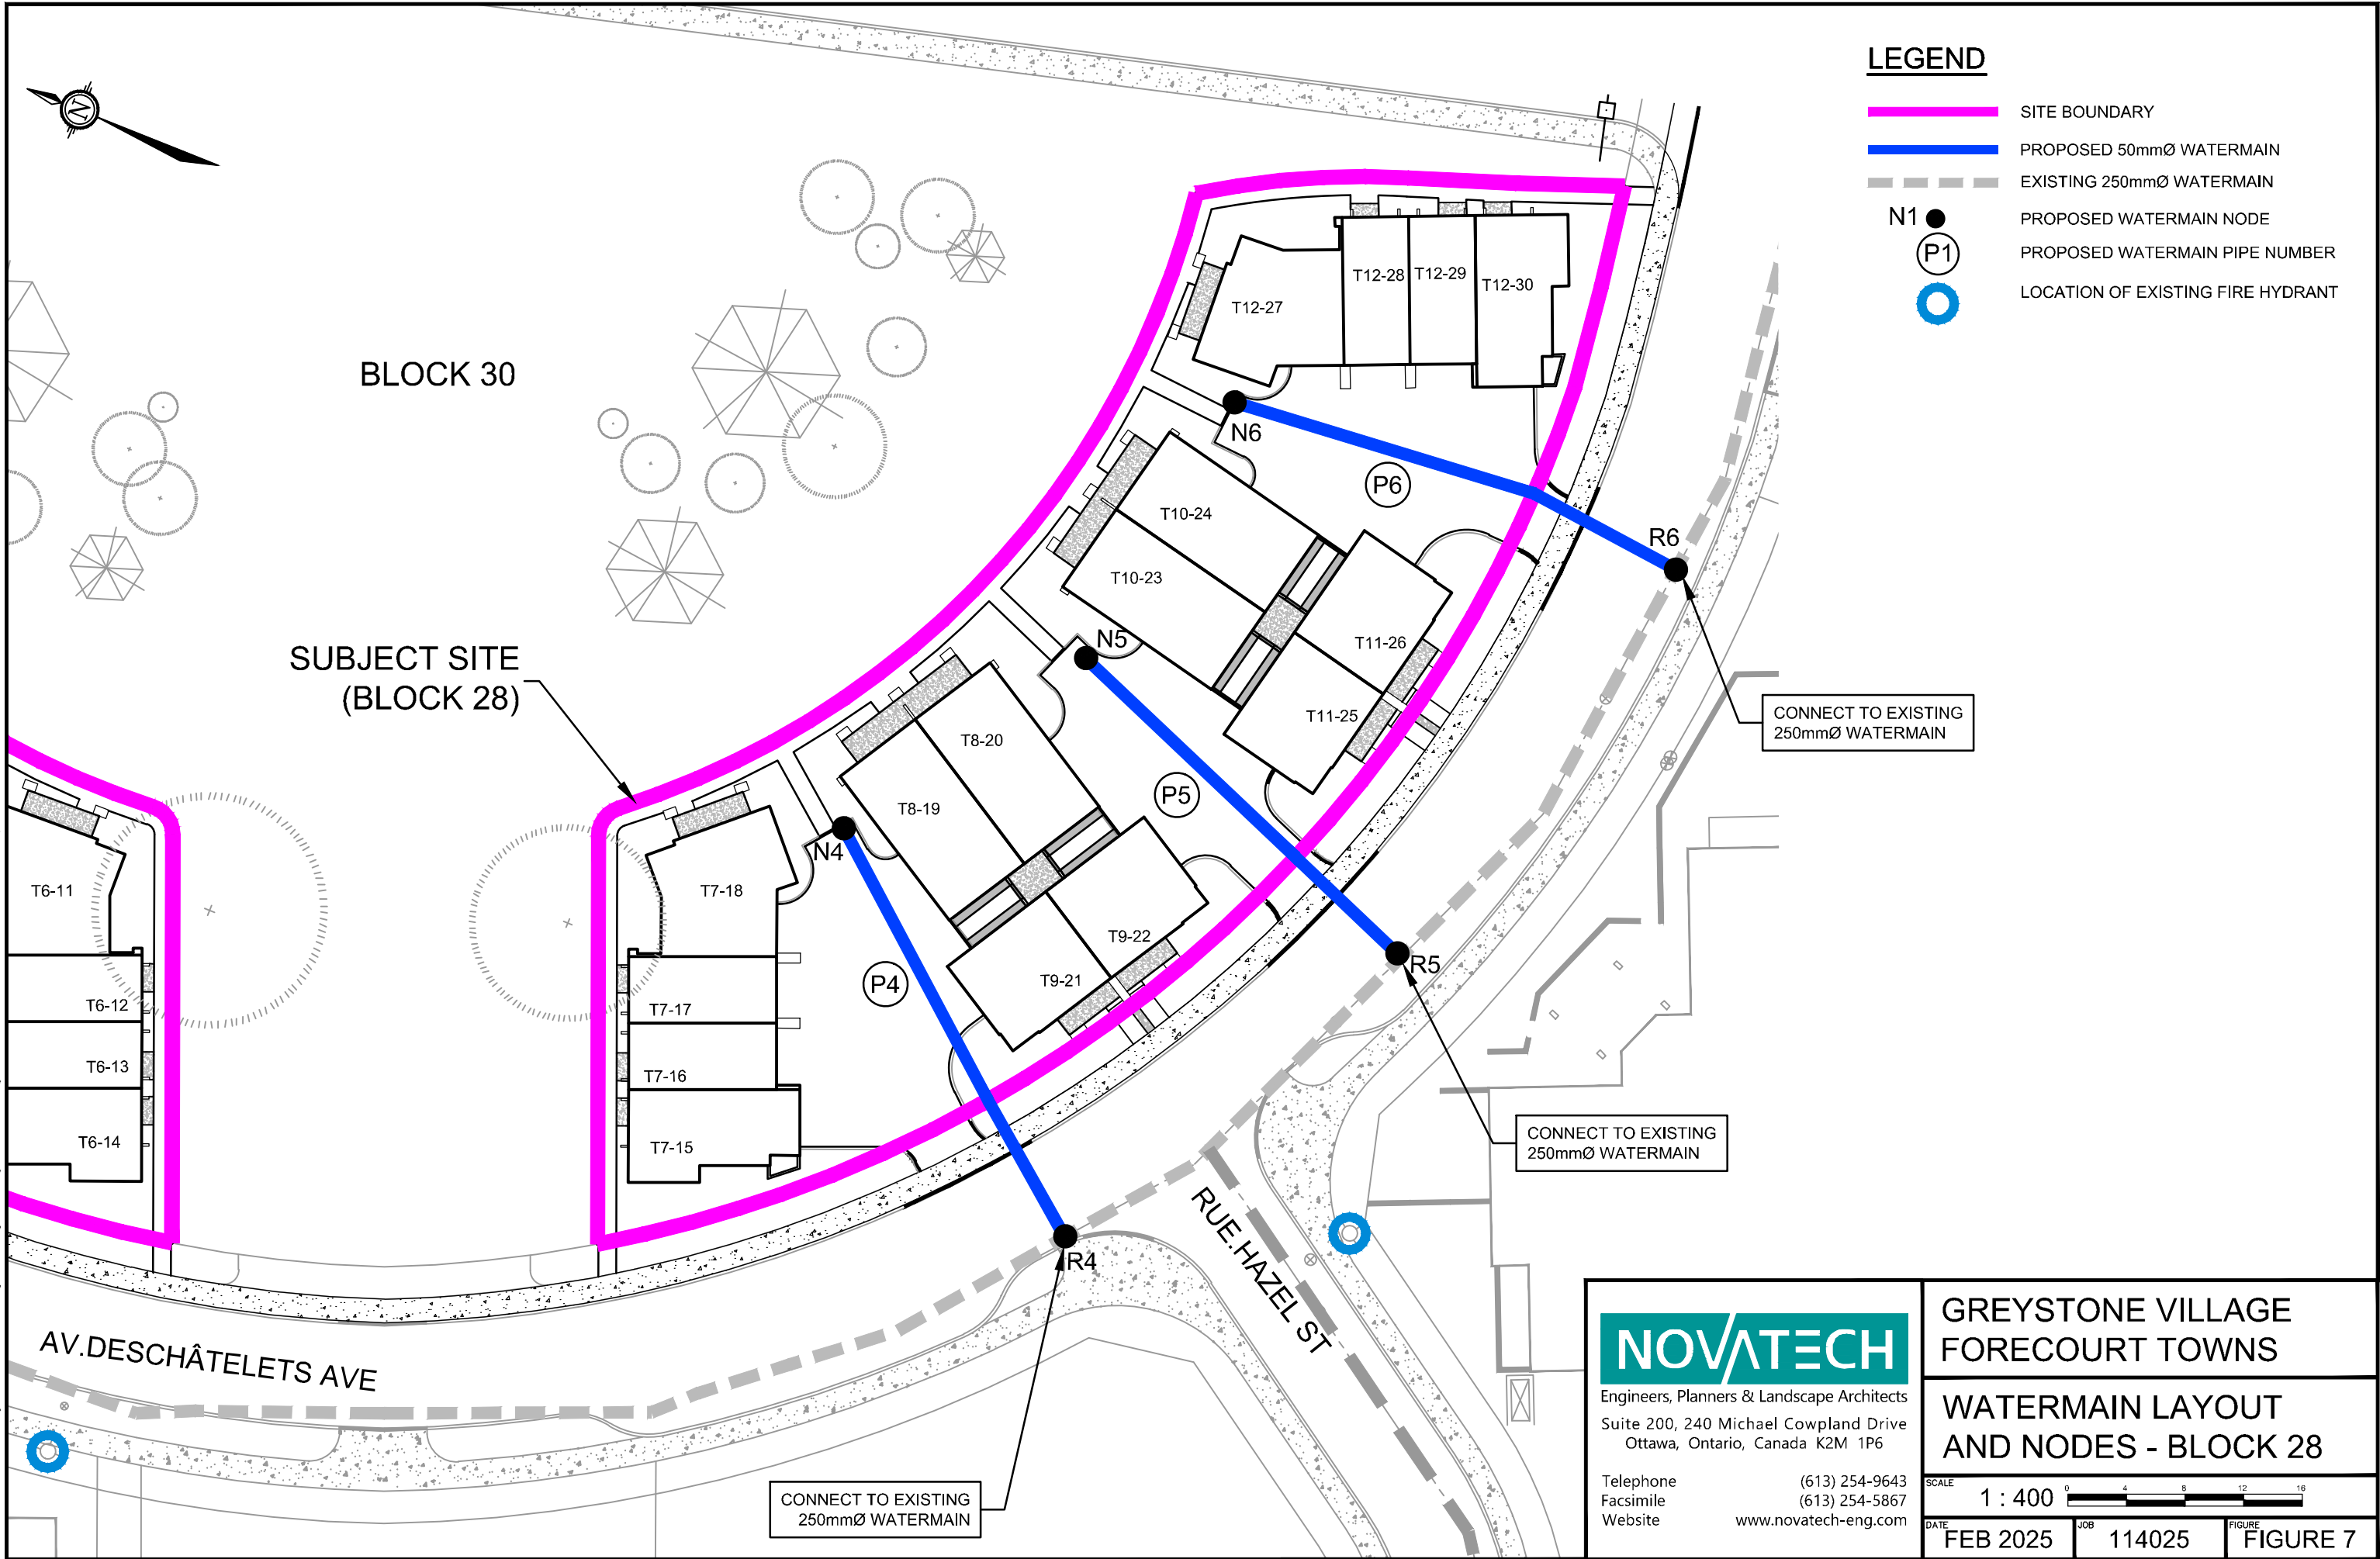 LEGEND
SITE BOUNDARY
PROPOSED 50mmØ WATERMAIN
EXISTING 250mmØ WATERMAIN
N1
PROPOSED WATERMAIN NODE
P1
PROPOSED WATERMAIN PIPE NUMBER
LOCATION OF EXISTING FIRE HYDRANT
N
BLOCK 30
SUBJECT SITE
(BLOCK 28)
T12-27
T12-28
T12-29
T12-30
N6
P6
R6
T10-24
T10-23
T11-26
T11-25
N5
P5
R5
T8-20
T8-19
T9-22
T9-21
N4
P4
R4
T7-18
T7-17
T7-16
T7-15
T6-11
T6-12
T6-13
T6-14
CONNECT TO EXISTING
250mmØ WATERMAIN
CONNECT TO EXISTING
250mmØ WATERMAIN
CONNECT TO EXISTING
250mmØ WATERMAIN
RUE.HAZEL ST
AV.DESCHÂTELETS AVE
NOVATECH
Engineers, Planners & Landscape Architects
Suite 200, 240 Michael Cowpland Drive
Ottawa, Ontario, Canada K2M 1P6
Telephone (613) 254-9643
Facsimile (613) 254-5867
Website www.novatech-eng.com
GREYSTONE VILLAGE
FORECOURT TOWNS
WATERMAIN LAYOUT
AND NODES - BLOCK 28
SCALE
1 : 400
0 4 8 12 16
DATE
FEB 2025
JOB
114025
FIGURE
FIGURE 7